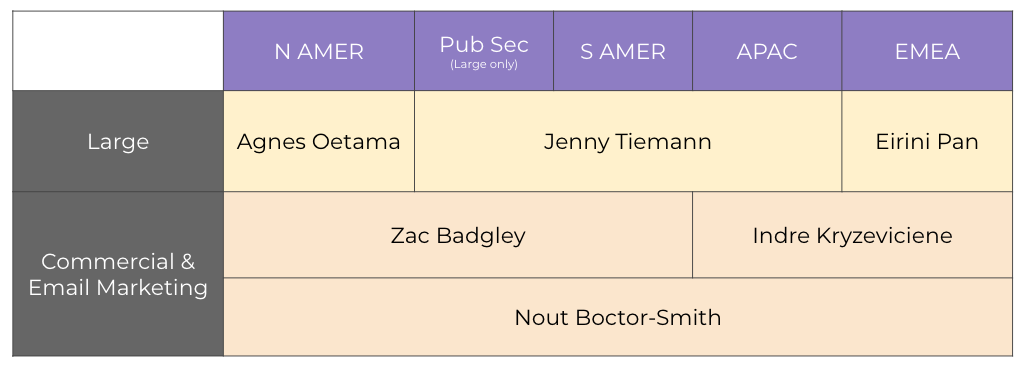 N AMER
Pub Sec
(Large only)
S AMER
APAC
EMEA
Large
Agnes Oetama
Jenny Tiemann
Eirini Pan
Commercial &
Email Marketing
Zac Badgley
Indre Kryzeviciene
Nout Boctor-Smith